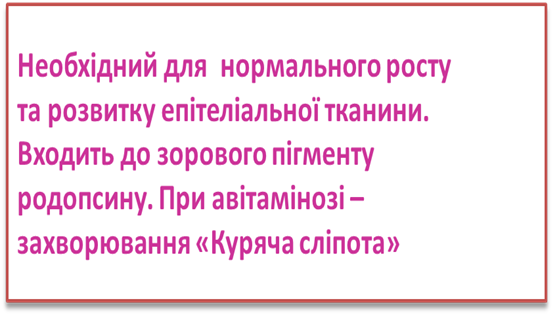 Необхідний для нормального росту
та розвитку епітеліальної тканини.
Входить до зорового пігменту
родопсину. При авітамінозі –
захворювання «Куряча сліпота»